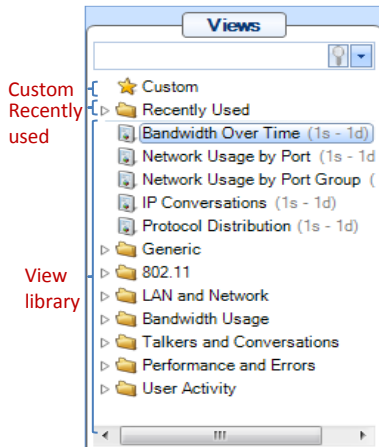 Views
Custom
Custom
Recently
used
Recently Used
Bandwidth Over Time (1s - 1d)
Network Usage by Port (1s - 1d
Network Usage by Port Group (
IP Conversations (1s - 1d)
Protocol Distribution (1s - 1d)
Generic
802.11
View
library
LAN and Network
Bandwidth Usage
Talkers and Conversations
Performance and Errors
User Activity